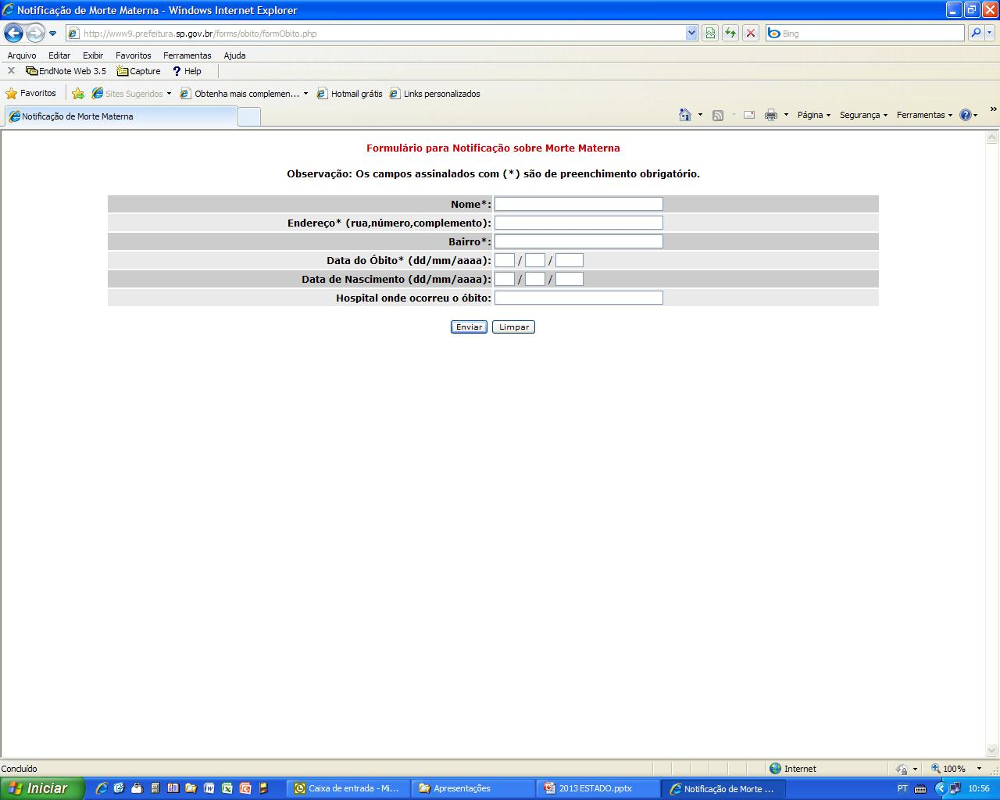 Notificação de Morte Materna - Windows Internet Explorer
http://www9.prefeitura.sp.gov.br/forms/obito/formObito.php
Bing
Arquivo Editar Exibir Favoritos Ferramentas Ajuda
X EndNote Web 3.5 Capture ? Help
Favoritos Sites Sugeridos Obtenha mais complemen... Hotmail grátis Links personalizados
Notificação de Morte Materna Página Segurança Ferramentas
Formulário para Notificação sobre Morte Materna
Observação: Os campos assinalados com (*) são de preenchimento obrigatório.
Nome*:
Endereço* (rua,número,complemento):
Bairro*:
Data do Óbito* (dd/mm/aaaa): / /
Data de Nascimento (dd/mm/aaaa): / /
Hospital onde ocorreu o óbito:
Enviar Limpar
Concluído Internet 100%
Iniciar Caixa de entrada - Mi... Apresentações 2013 ESTADO.pptx Notificação de Morte ... PT 10:56